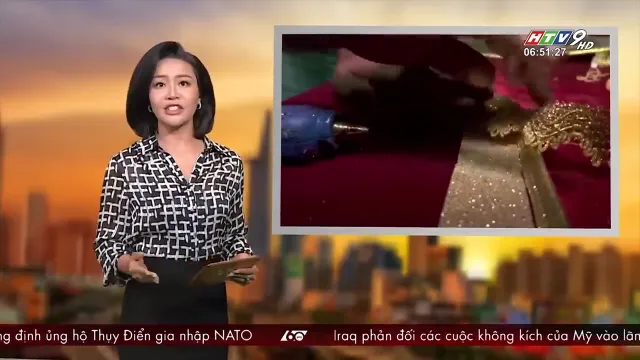 HTV9 HD
06:51:27
ng định ủng hộ Thụy Điển gia nhập NATO 60 Iraq phản đối các cuộc không kích của Mỹ vào lãn